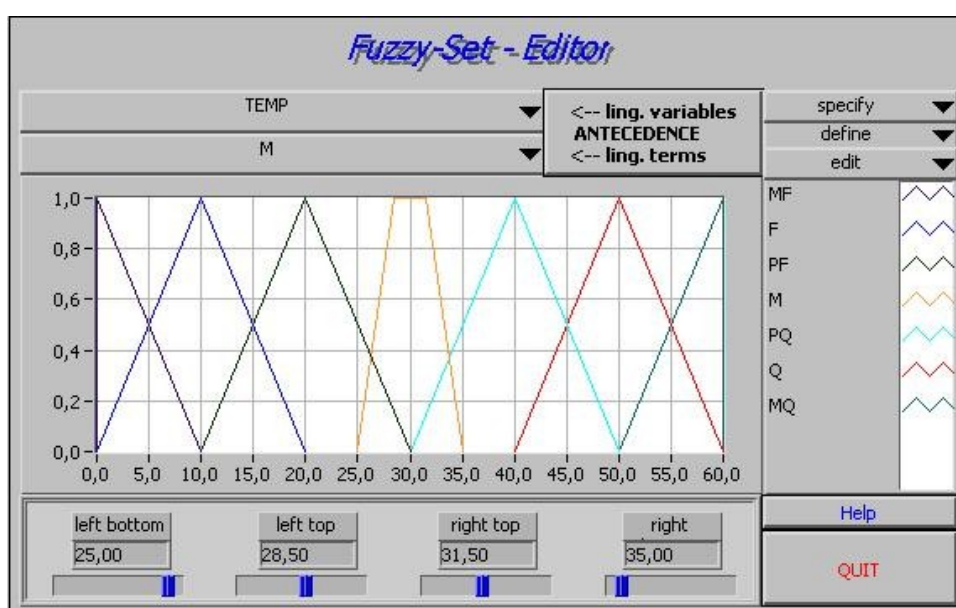 Fuzzy-Set - Editor
TEMP
M
<-- ling. variables
ANTECEDENCE
<-- ling. terms
specify
define
edit
1,0
0,8
0,6
0,4
0,2
0,0
0,0 5,0 10,0 15,0 20,0 25,0 30,0 35,0 40,0 45,0 50,0 55,0 60,0
MF
F
PF
M
PQ
Q
MQ
left bottom
25,00
left top
28,50
right top
31,50
right
35,00
Help
QUIT